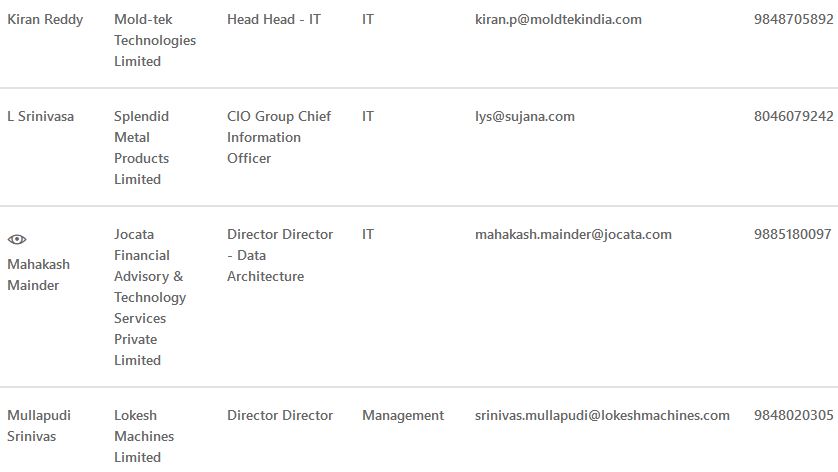 Kiran Reddy Mold-tek Head Head - IT IT kiran.p@moldtekindia.com 9848705892
Technologies
Limited
L Srinivasa Splendid CIO Group Chief IT lys@sujana.com 8046079242
Metal Information
Products Officer
Limited
Jocata Director Director IT mahakash.mainder@jocata.com 9885180097
Mahakash Financial - Data
Mainder Advisory & Architecture
Technology
Services
Private
Limited
Mullapudi Lokesh Director Director Management srinivas.mullapudi@lokeshmachines.com 9848020305
Srinivas Machines
Limited